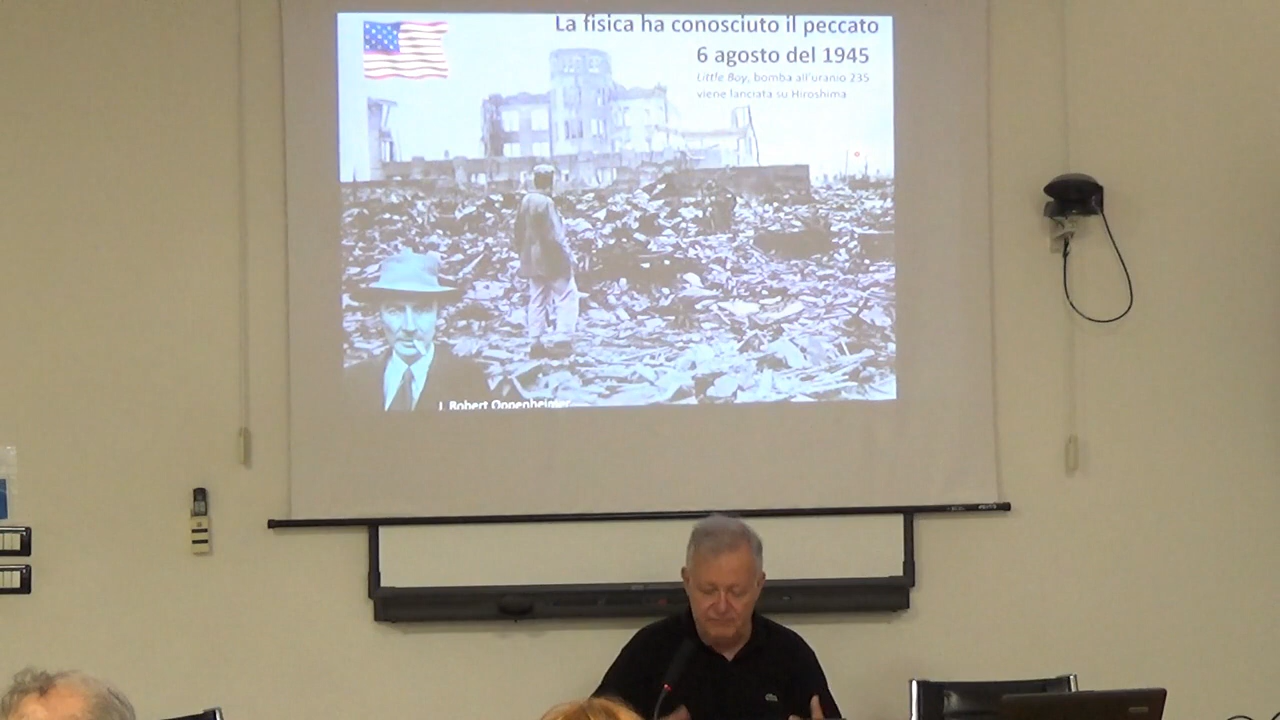 La fisica ha conosciuto il peccato
6 agosto del 1945
Little Boy, bomba all'uranio 235
viene lanciata su Hiroshima
J. Robert Oppenheimer